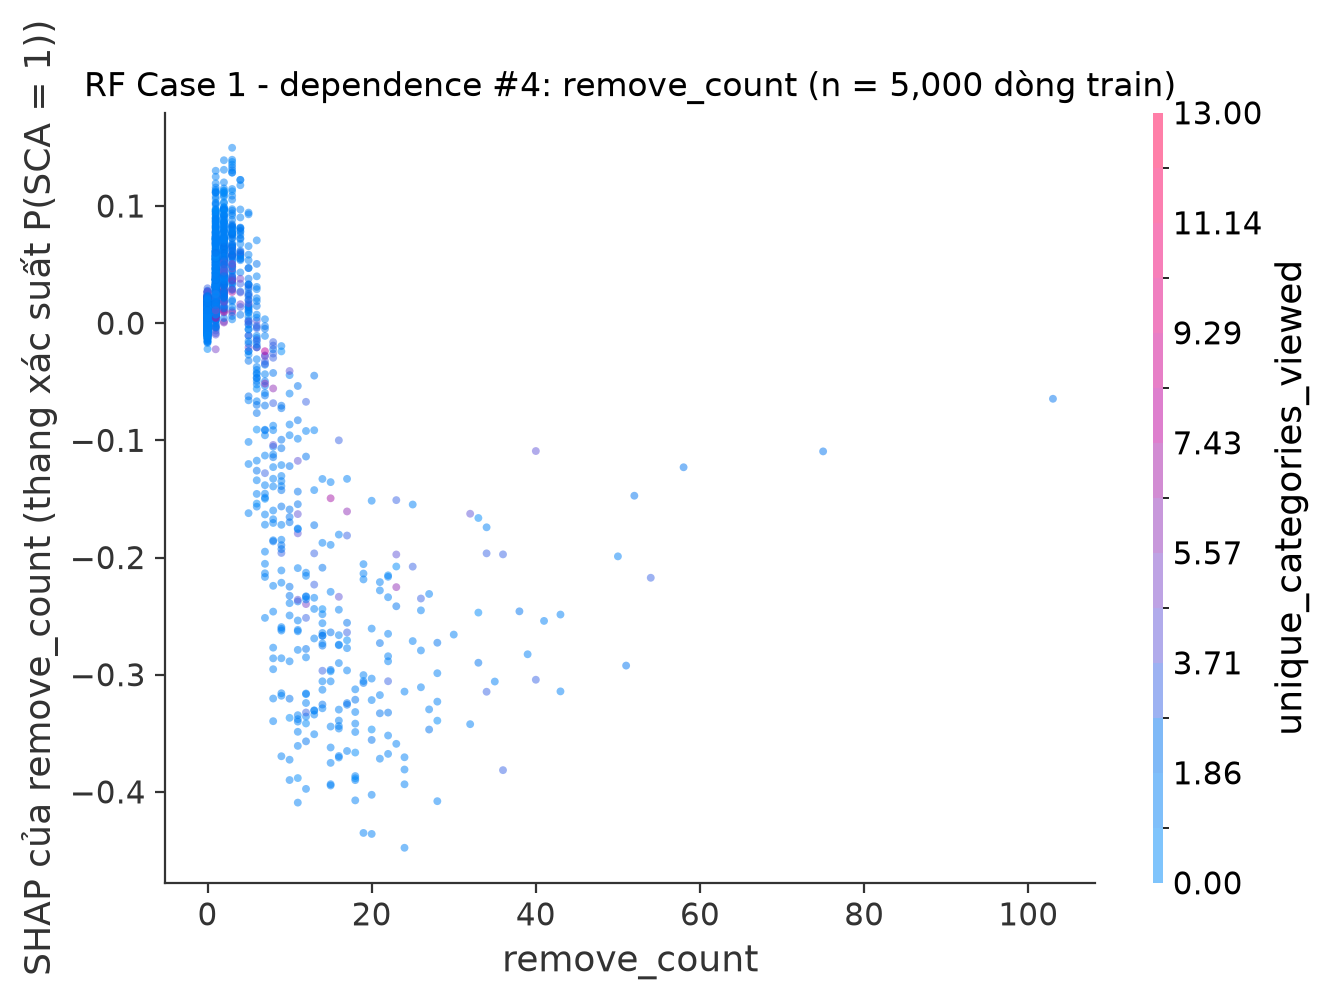 RF Case 1 - dependence #4: remove_count (n = 5,000 dòng train)
SHAP của remove_count (thang xác suất P(SCA = 1))
0.1
0.0
−0.1
−0.2
−0.3
−0.4
0 20 40 60 80 100
remove_count
13.00
11.14
9.29
7.43
5.57
3.71
1.86
0.00
unique_categories_viewed